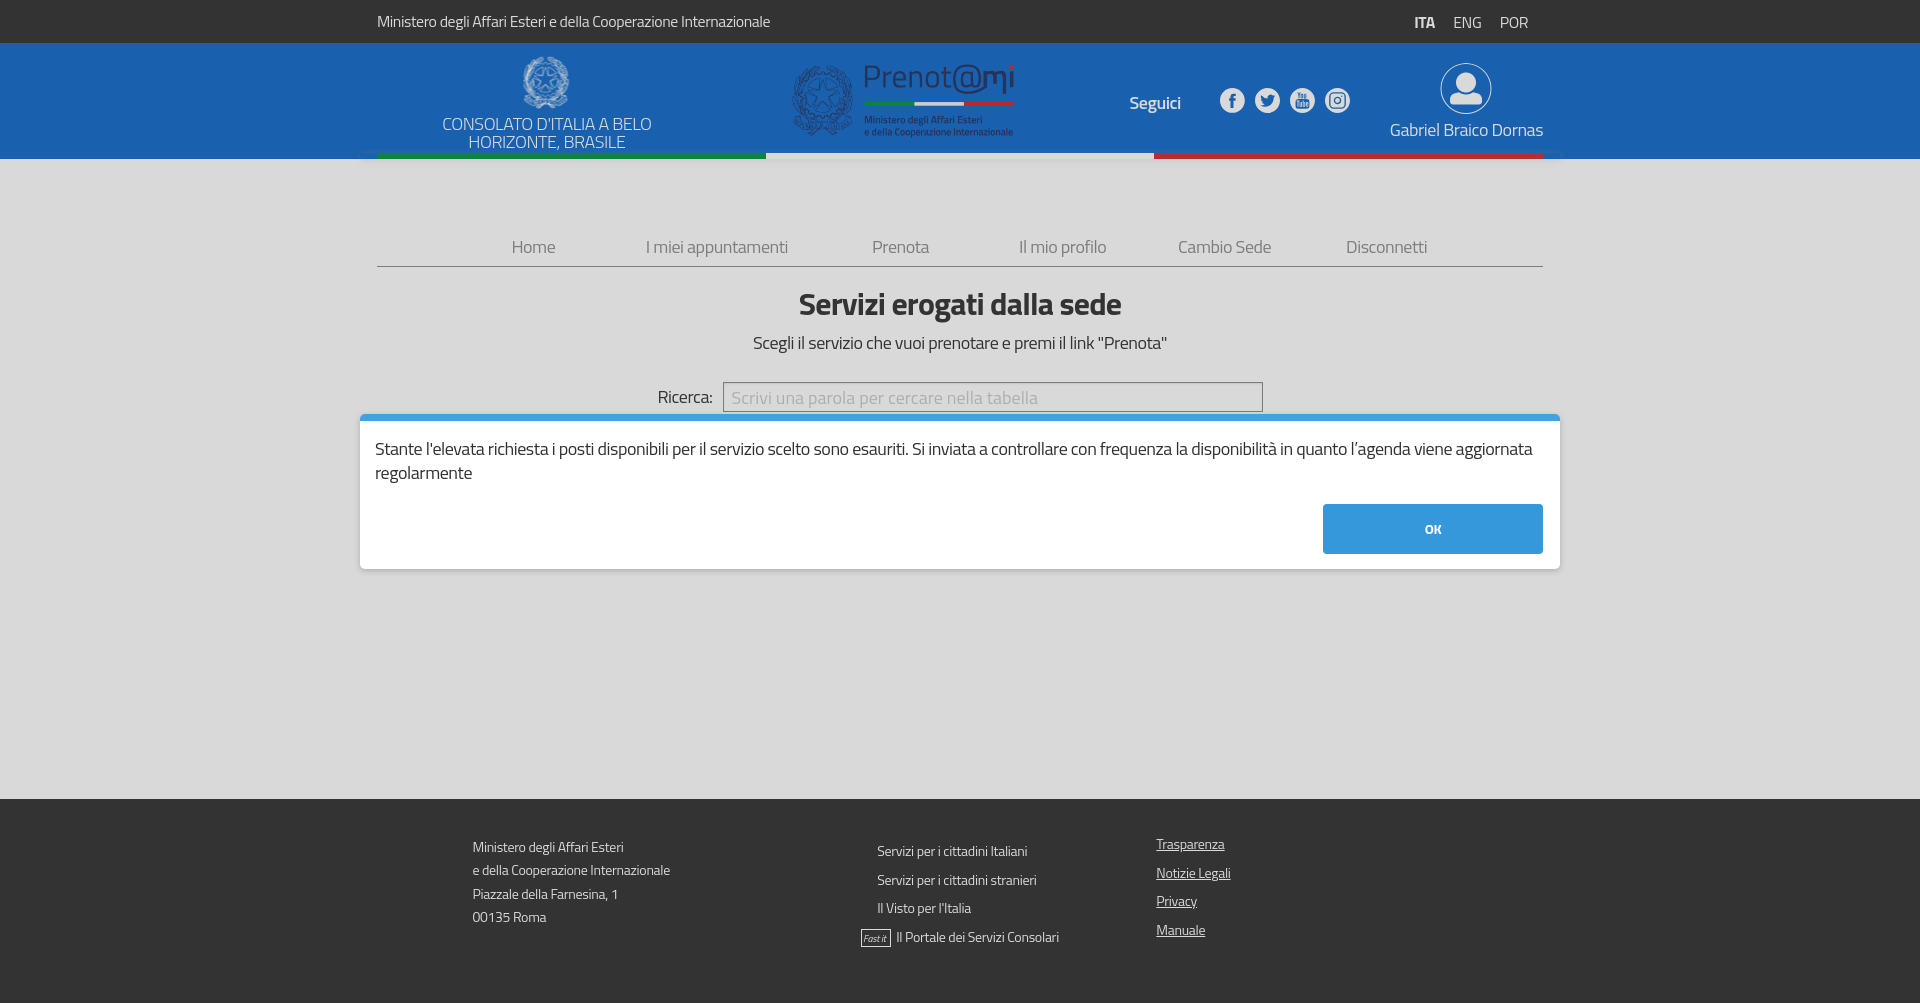 Ministero degli Affari Esteri e della Cooperazione Internazionale
ITA ENG POR
CONSOLATO D'ITALIA A BELO
HORIZONTE, BRASILE
Prenot@mi
Ministero degli Affari Esteri
e della Cooperazione Internazionale
Seguici
You
Tube
Gabriel Braico Dornas
Home I miei appuntamenti Prenota Il mio profilo Cambio Sede Disconnetti
Servizi erogati dalla sede
Scegli il servizio che vuoi prenotare e premi il link "Prenota"
Ricerca: Scrivi una parola per cercare nella tabella
Stante l'elevata richiesta i posti disponibili per il servizio scelto sono esauriti. Si inviata a controllare con frequenza la disponibilità in quanto l’agenda viene aggiornata
regolarmente
OK
Ministero degli Affari Esteri
e della Cooperazione Internazionale
Piazzale della Farnesina, 1
00135 Roma
Servizi per i cittadini Italiani
Servizi per i cittadini stranieri
Il Visto per l'Italia
Fast it Il Portale dei Servizi Consolari
Trasparenza
Notizie Legali
Privacy
Manuale